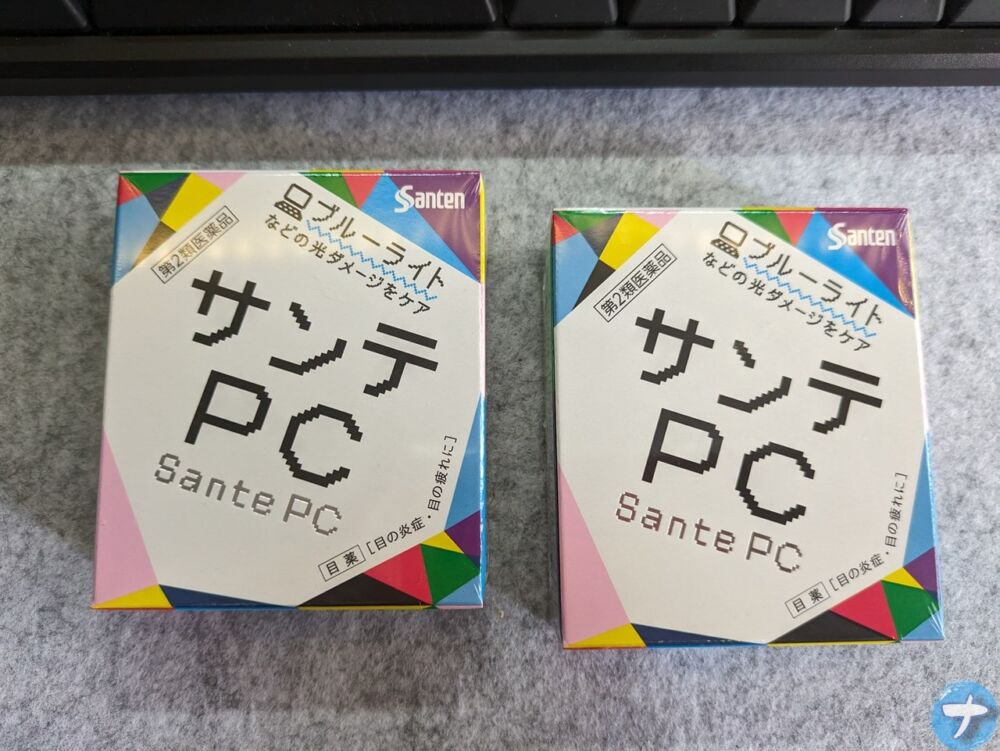 Santen
ブルーライト
などの光ダメージをケア
第2類医薬品
サンテ
PC
Sante PC
目薬 [目の炎症・目の疲れに]
Santen
ブルーライト
などの光ダメージをケア
第2類医薬品
サンテ
PC
Sante PC
目薬 [目の炎症・目の疲れに]
ナ